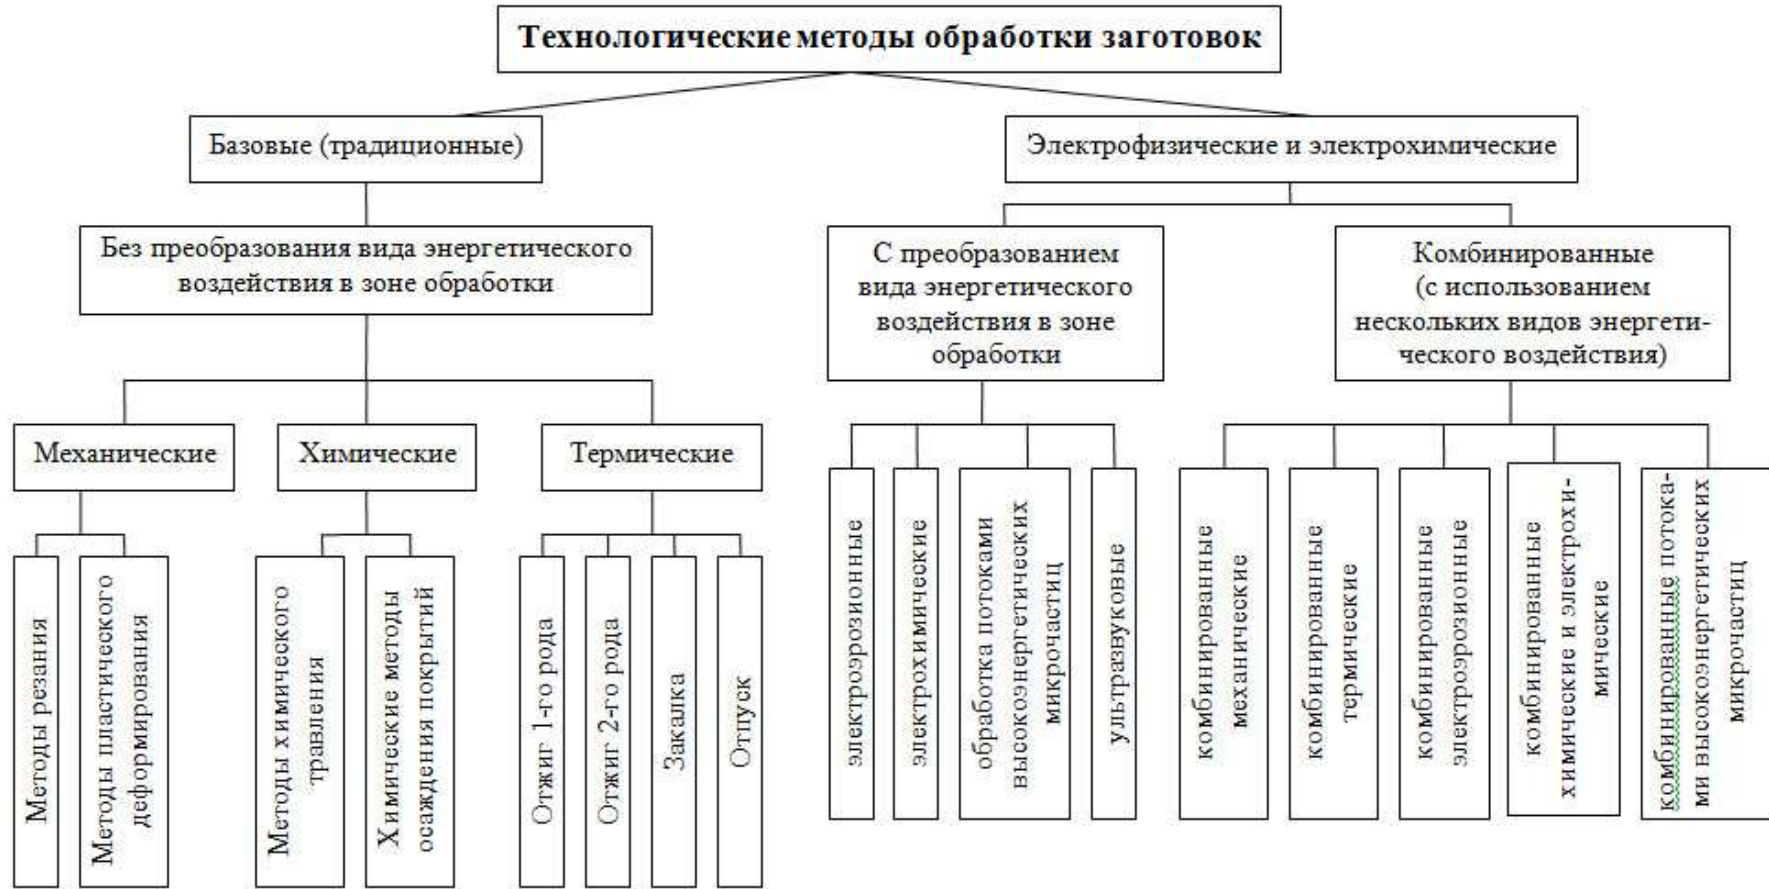 Технологические методы обработки заготовок
Базовые (традиционные)
Электрофизические и электрохимические
Без преобразования вида энергетического
воздействия в зоне обработки
С преобразованием
вида энергетического
воздействия в зоне
обработки
Комбинированные
(с использованием
нескольких видов энергети-
ческого воздействия)
Механические
Химические
Термические
Методы резания
Методы пластического
деформирования
Методы химического
травления
Химические методы
осаждения покрытий
Отжиг 1-го рода
Отжиг 2-го рода
Закалка
Отпуск
электроэрозионные
электрохимические
обработка потоками
высокоэнергетических
микрочастиц
ультразвуковые
комбинированные
механические
комбинированные
термические
комбинированные
электроэрозионные
комбинированные
химические и электрохи-
мические
комбинированные потока-
ми высокоэнергетических
микрочастиц